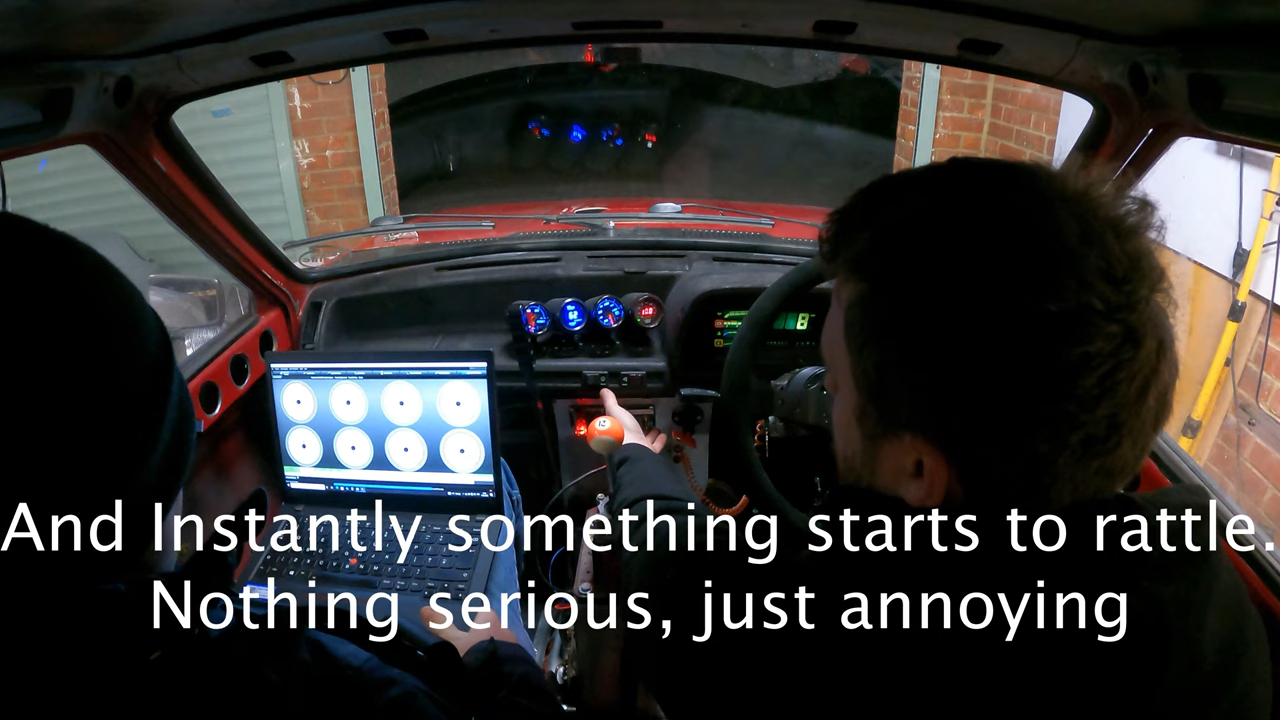 And Instantly something starts to rattle.
Nothing serious, just annoying